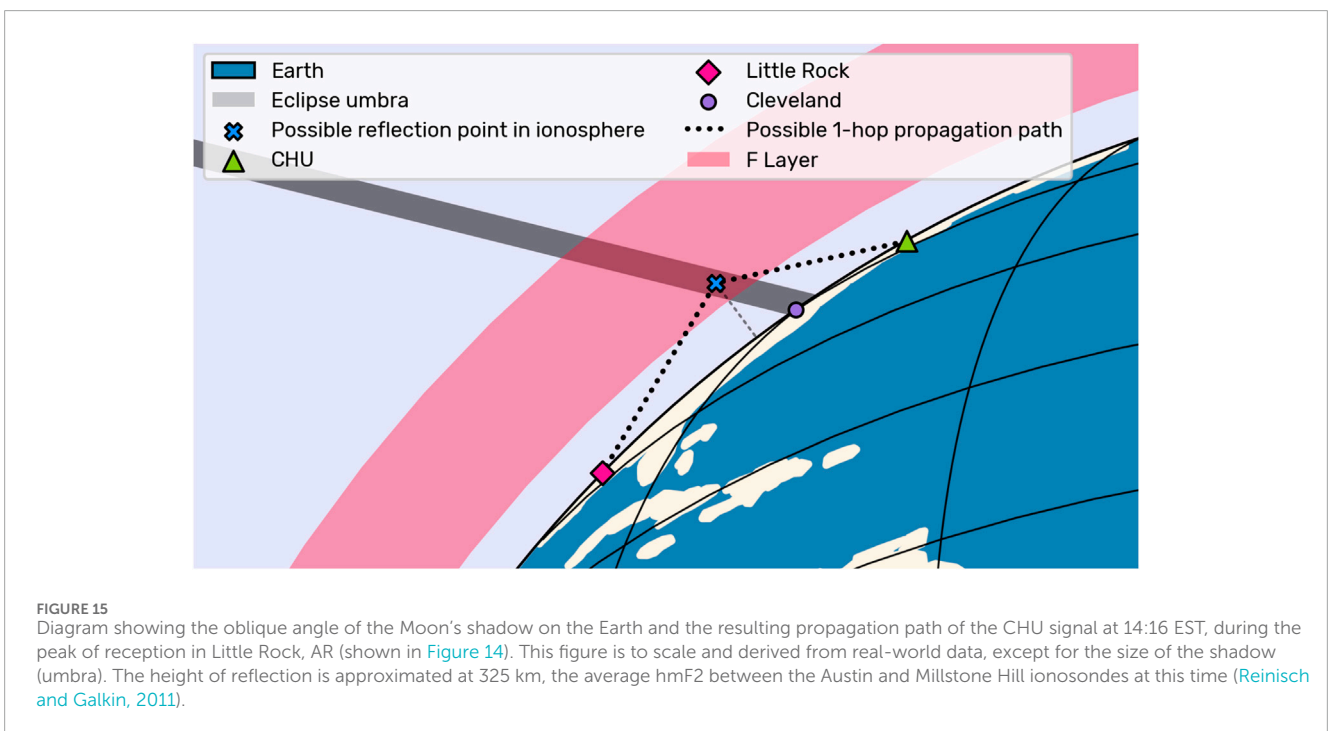 Earth
Eclipse umbra
Possible reflection point in ionosphere
CHU
Little Rock
Cleveland
Possible 1-hop propagation path
F Layer
FIGURE 15
Diagram showing the oblique angle of the Moon's shadow on the Earth and the resulting propagation path of the CHU signal at 14:16 EST, during the
peak of reception in Little Rock, AR (shown in Figure 14). This figure is to scale and derived from real-world data, except for the size of the shadow
(umbra). The height of reflection is approximated at 325 km, the average hmF2 between the Austin and Millstone Hill ionosondes at this time (Reinisch
and Galkin, 2011).